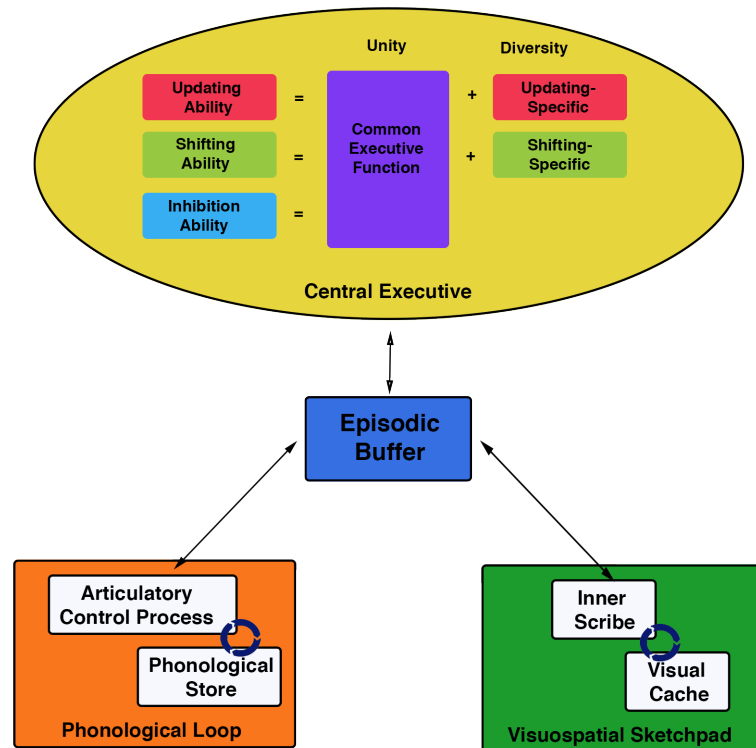 Unity
Diversity
Updating
Ability
=
+
Updating-
Specific
Common
Executive
Function
Shifting
Ability
=
+
Shifting-
Specific
Inhibition
Ability
=
Central Executive
Episodic
Buffer
Articulatory
Control Process
Phonological
Store
Phonological Loop
Inner
Scribe
Visual
Cache
Visuospatial Sketchpad